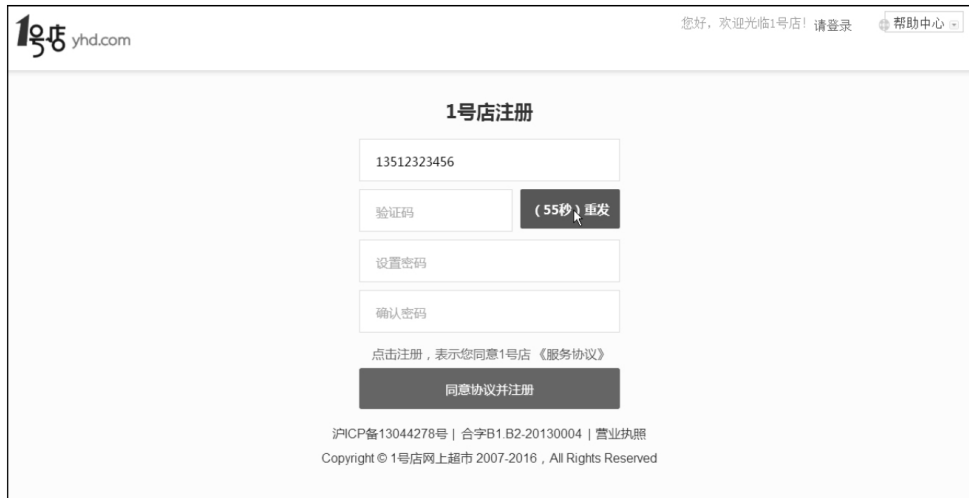 1号店 yhd.com
您好，欢迎光临1号店！ 请登录 帮助中心
1号店注册
13512323456
验证码 （55秒）重发
设置密码
确认密码
点击注册，表示您同意1号店《服务协议》
同意协议并注册
沪ICP备13044278号 | 合字B1.B2-20130004 | 营业执照
Copyright © 1号店网上超市 2007-2016，All Rights Reserved